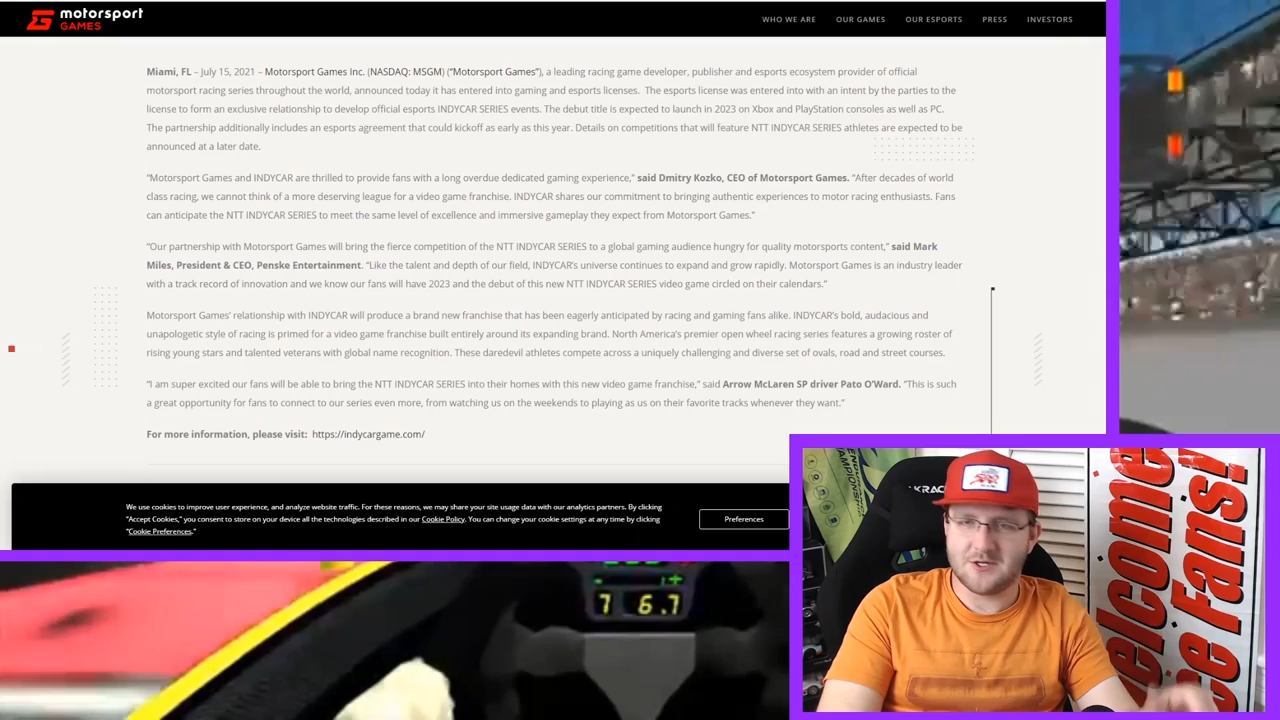 motorsport
GAMES
WHO WE ARE OUR GAMES OUR ESPORTS PRESS INVESTORS
Miami, FL – July 15, 2021 – Motorsport Games Inc. (NASDAQ: MSGM) (“Motorsport Games”), a leading racing game developer, publisher and esports ecosystem provider of official
motorsport racing series throughout the world, announced today it has entered into gaming and esports licenses.  The esports license was entered into with an intent by the parties to the
license to form an exclusive relationship to develop official esports INDYCAR SERIES events. The debut title is expected to launch in 2023 on Xbox and PlayStation consoles as well as PC.
The partnership additionally includes an esports agreement that could kickoff as early as this year. Details on competitions that will feature NTT INDYCAR SERIES athletes are expected to be
announced at a later date.
“Motorsport Games and INDYCAR are thrilled to provide fans with a long overdue dedicated gaming experience,” said Dmitry Kozko, CEO of Motorsport Games. “After decades of world
class racing, we cannot think of a more deserving league for a video game franchise. INDYCAR shares our commitment to bringing authentic experiences to motor racing enthusiasts. Fans
can anticipate the NTT INDYCAR SERIES to meet the same level of excellence and immersive gameplay they expect from Motorsport Games.”
“Our partnership with Motorsport Games will bring the fierce competition of the NTT INDYCAR SERIES to a global gaming audience hungry for quality motorsports content,” said Mark
Miles, President & CEO, Penske Entertainment. “Like the talent and depth of our field, INDYCAR’s universe continues to expand and grow rapidly. Motorsport Games is an industry leader
with a track record of innovation and we know our fans will have 2023 and the debut of this new NTT INDYCAR SERIES video game circled on their calendars.”
Motorsport Games’ relationship with INDYCAR will produce a brand new franchise that has been eagerly anticipated by racing and gaming fans alike. INDYCAR’s bold, audacious and
unapologetic style of racing is primed for a video game franchise built entirely around its expanding brand. North America’s premier open wheel racing series features a growing roster of
rising young stars and talented veterans with global name recognition. These daredevil athletes compete across a uniquely challenging and diverse set of ovals, road and street courses.
“I am super excited our fans will be able to bring the NTT INDYCAR SERIES into their homes with this new video game franchise,” said Arrow McLaren SP driver Pato O’Ward. “This is such
a great opportunity for fans to connect to our series even more, from watching us on the weekends to playing as us on their favorite tracks whenever they want.”
For more information, please visit:  https://indycargame.com/
We use cookies to improve user experience, and analyze website traffic. For these reasons, we may share your site usage data with our analytics partners. By clicking
“Accept Cookies,” you consent to store on your device all the technologies described in our Cookie Policy. You can change your cookie settings at any time by clicking
“Cookie Preferences.”
Preferences
7 6.7
elcome
ce Fans!